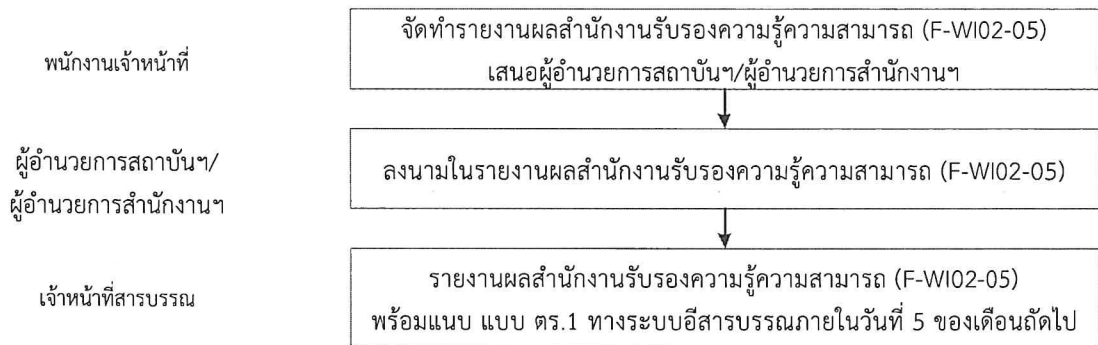 พนักงานเจ้าหน้าที่
จัดทำรายงานผลสำนักงานรับรองความรู้ความสามารถ (F-WI02-05)
เสนอผู้อำนวยการสถาบันฯ/ผู้อำนวยการสำนักงานฯ
ผู้อำนวยการสถาบันฯ/
ผู้อำนวยการสำนักงานฯ
ลงนามในรายงานผลสำนักงานรับรองความรู้ความสามารถ (F-WI02-05)
เจ้าหน้าที่สารบรรณ
รายงานผลสำนักงานรับรองความรู้ความสามารถ (F-WI02-05)
พร้อมแนบ แบบ ตร.1 ทางระบบอีสารบรรณภายในวันที่ 5 ของเดือนถัดไป